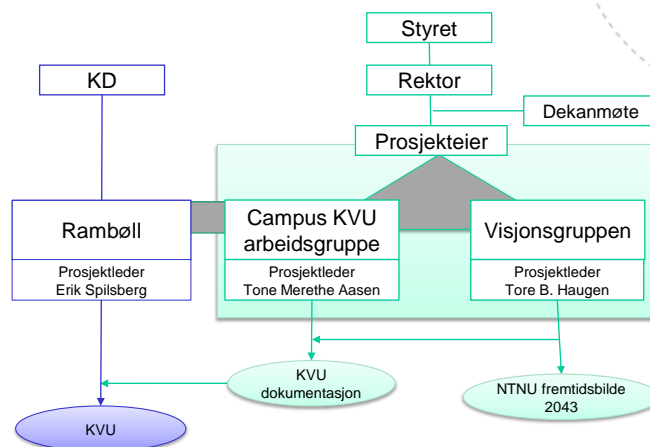 Styret
KD
Rektor
Dekanmøte
Prosjekteier
Rambøll
Prosjektleder
Erik Spilsberg
Campus KVU
arbeidsgruppe
Prosjektleder
Tone Merethe Aasen
Visjonsgruppen
Prosjektleder
Tore B. Haugen
KVU
dokumentasjon
NTNU fremtidsbilde
2043
KVU